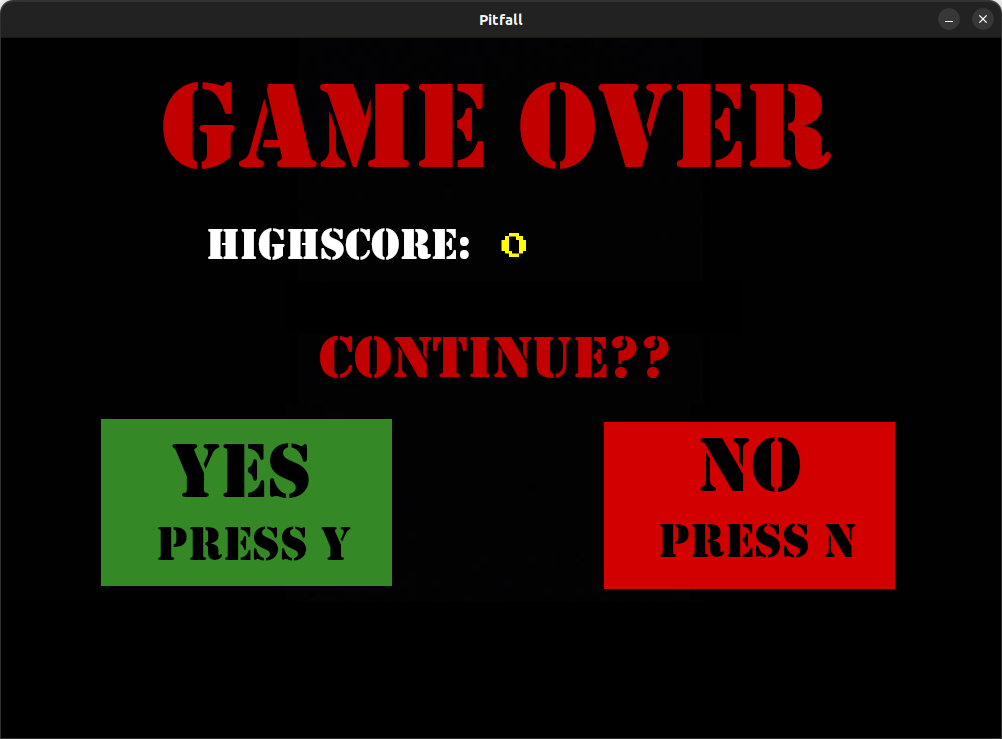 Pitfall
GAME OVER
HIGHSCORE: 0
CONTINUE??
YES
PRESS Y
NO
PRESS N